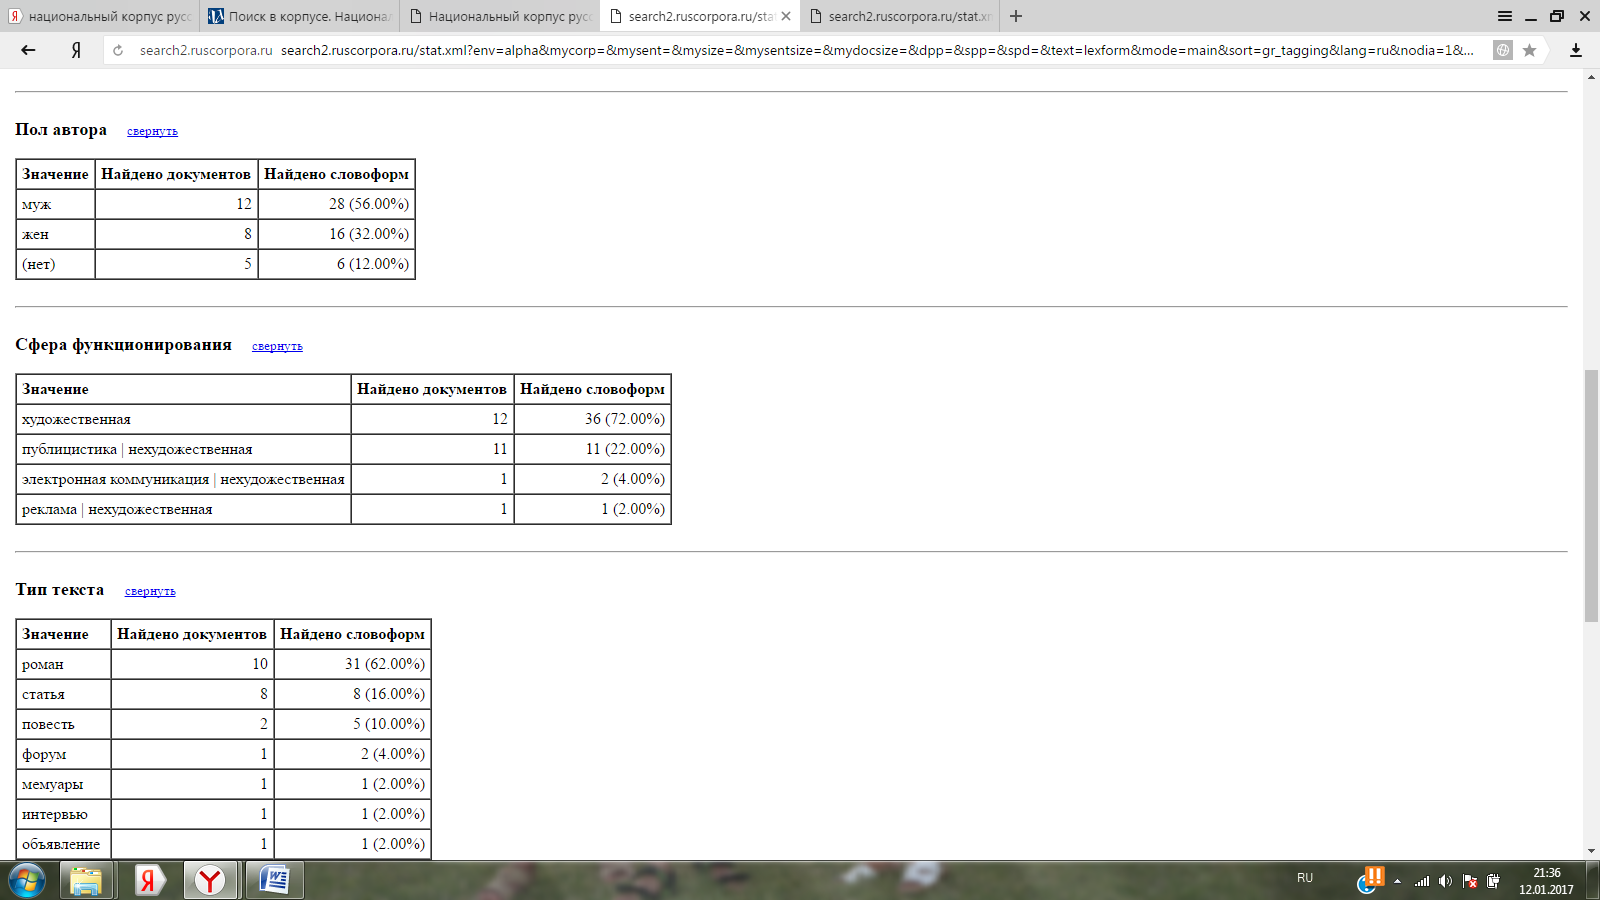 национальный корпус русс
Поиск в корпусе. Национал
Национальный корпус русс
search2.ruscorpora.ru/stat
search2.ruscorpora.ru/stat.xm
search2.ruscorpora.ru search2.ruscorpora.ru/stat.xml?env=alpha&mycorp=&mysent=&mysize=&mysentsize=&mydocsize=&dpp=&spp=&spd=&text=lexform&mode=main&sort=gr_tagging&lang=ru&nodia=1&...
Пол автора свернуть
Значение Найдено документов Найдено словоформ
муж 12 28 (56.00%)
жен 8 16 (32.00%)
(нет) 5 6 (12.00%)
Сфера функционирования свернуть
Значение Найдено документов Найдено словоформ
художественная 12 36 (72.00%)
публицистика | нехудожественная 11 11 (22.00%)
электронная коммуникация | нехудожественная 1 2 (4.00%)
реклама | нехудожественная 1 1 (2.00%)
Тип текста свернуть
Значение Найдено документов Найдено словоформ
роман 10 31 (62.00%)
статья 8 8 (16.00%)
повесть 2 5 (10.00%)
форум 1 2 (4.00%)
мемуары 1 1 (2.00%)
интервью 1 1 (2.00%)
объявление 1 1 (2.00%)
RU
21:36
12.01.2017